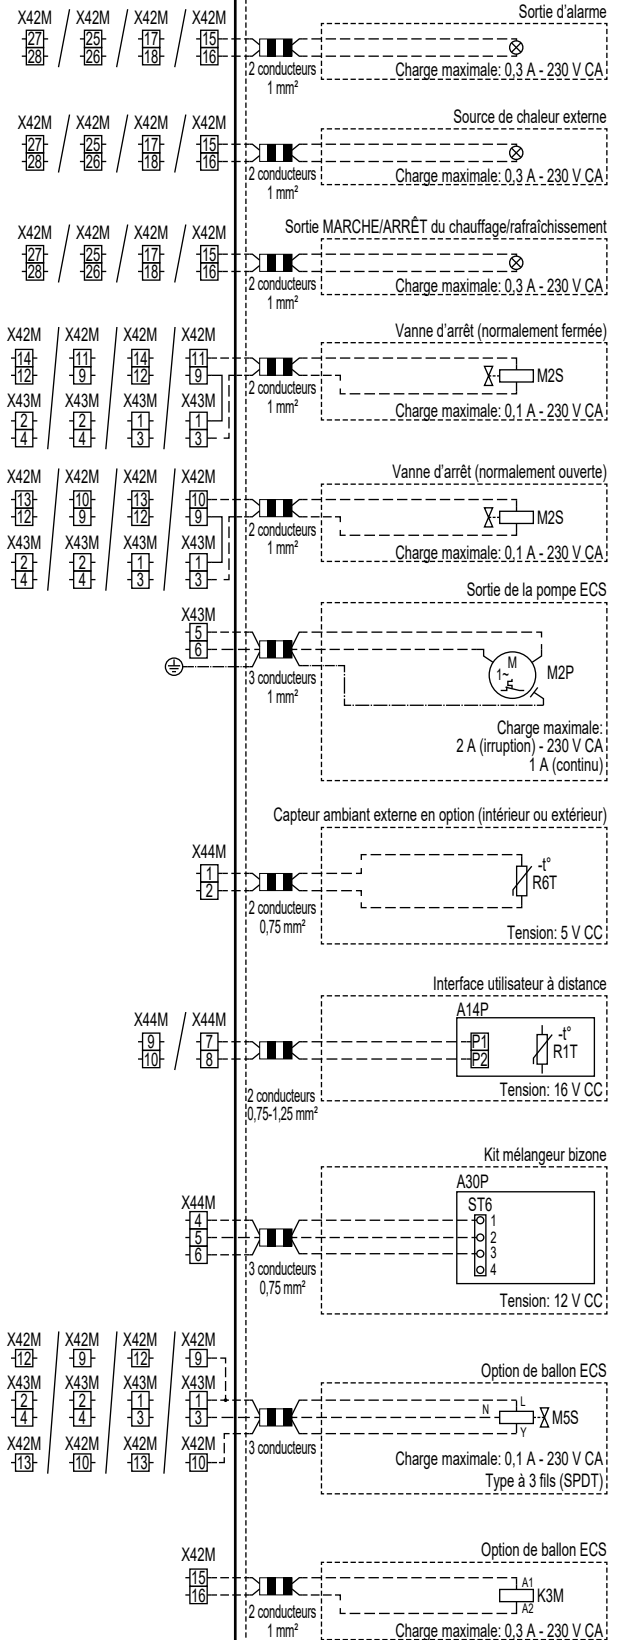 Sortie d'alarme
X42M / X42M / X42M / X42M
27 25 17 15
28 26 18 16
2 conducteurs
1 mm²
Charge maximale: 0,3 A - 230 V CA
Source de chaleur externe
X42M / X42M / X42M / X42M
27 25 17 15
28 26 18 16
2 conducteurs
1 mm²
Charge maximale: 0,3 A - 230 V CA
Sortie MARCHE/ARRÊT du chauffage/rafraîchissement
X42M / X42M / X42M / X42M
27 25 17 15
28 26 18 16
2 conducteurs
1 mm²
Charge maximale: 0,3 A - 230 V CA
Vanne d'arrêt (normalement fermée)
X42M / X42M / X42M / X42M
14 11 14 11
12 9 12 9
X43M X43M X43M X43M
2 2 1 1
4 4 3 3
2 conducteurs
1 mm²
M2S
Charge maximale: 0,1 A - 230 V CA
Vanne d'arrêt (normalement ouverte)
X42M / X42M / X42M / X42M
13 10 13 10
12 9 12 9
X43M X43M X43M X43M
2 2 1 1
4 4 3 3
2 conducteurs
1 mm²
M2S
Charge maximale: 0,1 A - 230 V CA
Sortie de la pompe ECS
X43M
5
6
3 conducteurs
1 mm²
M
1~
M2P
Charge maximale:
2 A (irruption) - 230 V CA
1 A (continu)
Capteur ambiant externe en option (intérieur ou extérieur)
X44M
1
2
2 conducteurs
0,75 mm²
-t°
R6T
Tension: 5 V CC
Interface utilisateur à distance
X44M / X44M
9 7
10 8
2 conducteurs
0,75-1,25 mm²
A14P
P1
P2
-t°
R1T
Tension: 16 V CC
Kit mélangeur bizone
X44M
4
5
6
3 conducteurs
0,75 mm²
A30P
ST6
1
2
3
4
Tension: 12 V CC
Option de ballon ECS
X42M / X42M / X42M / X42M
12 9 12 9
X43M X43M X43M X43M
2 2 1 1
4 4 3 3
X42M X42M X42M X42M
13 10 13 10
3 conducteurs
L
N
Y
M5S
Charge maximale: 0,1 A - 230 V CA
Type à 3 fils (SPDT)
Option de ballon ECS
X42M
15
16
2 conducteurs
1 mm²
A1
K3M
A2
Charge maximale: 0,3 A - 230 V CA